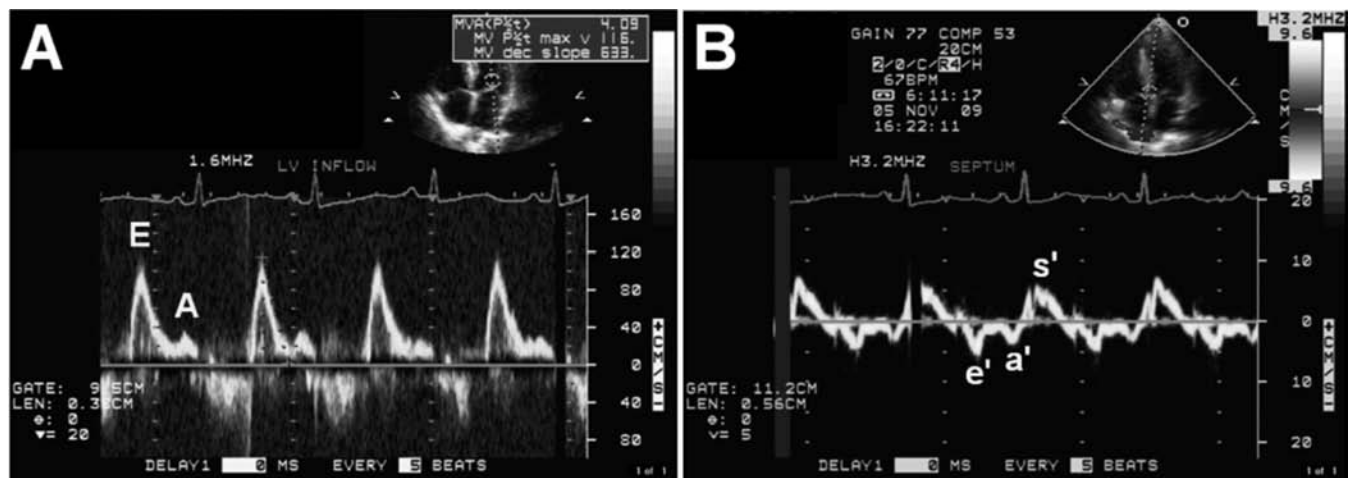 A
MVA(P½t) 4.09
MV P½t max v 116.
MV dec slope 633.
1.6MHZ
LV INFLOW
E
A
160
120
80
40
0
40
80
+CM/S-
GATE: 9.5CM
LEN: 0.38CM
0
= 20
DELAY1 0 MS EVERY 5 BEATS
1 of 1
B
GAIN 77 COMP 53
20CM
2/0/C/R4/H
67BPM
6:11:17
05 NOV 09
16:22:11
H3.2MHZ
9.6
CM/S
9.6
H3.2MHZ
SEPTUM
s'
e'
a'
20
10
0
10
20
+CM/S-
GATE: 11.2CM
LEN: 0.56CM
0
= 5
DELAY1 0 MS EVERY 5 BEATS
1 of 1